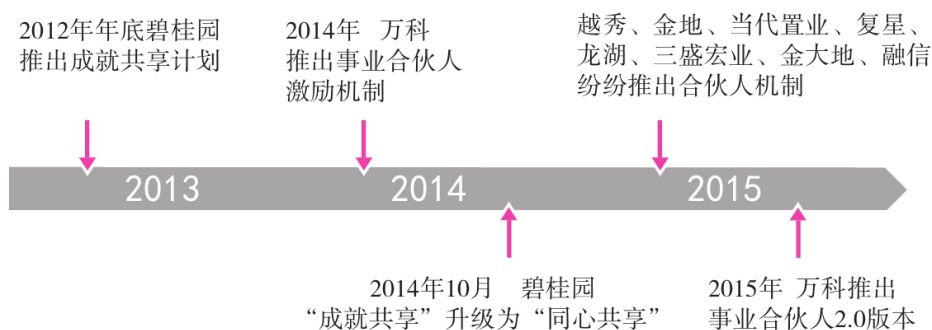 2012年年底碧桂园
推出成就共享计划
2014年 万科
推出事业合伙人
激励机制
越秀、金地、当代置业、复星、
龙湖、三盛宏业、金大地、融信
纷纷推出合伙人机制
2013
2014
2015
2014年10月 碧桂园
“成就共享”升级为“同心共享”
2015年 万科推出
事业合伙人2.0版本